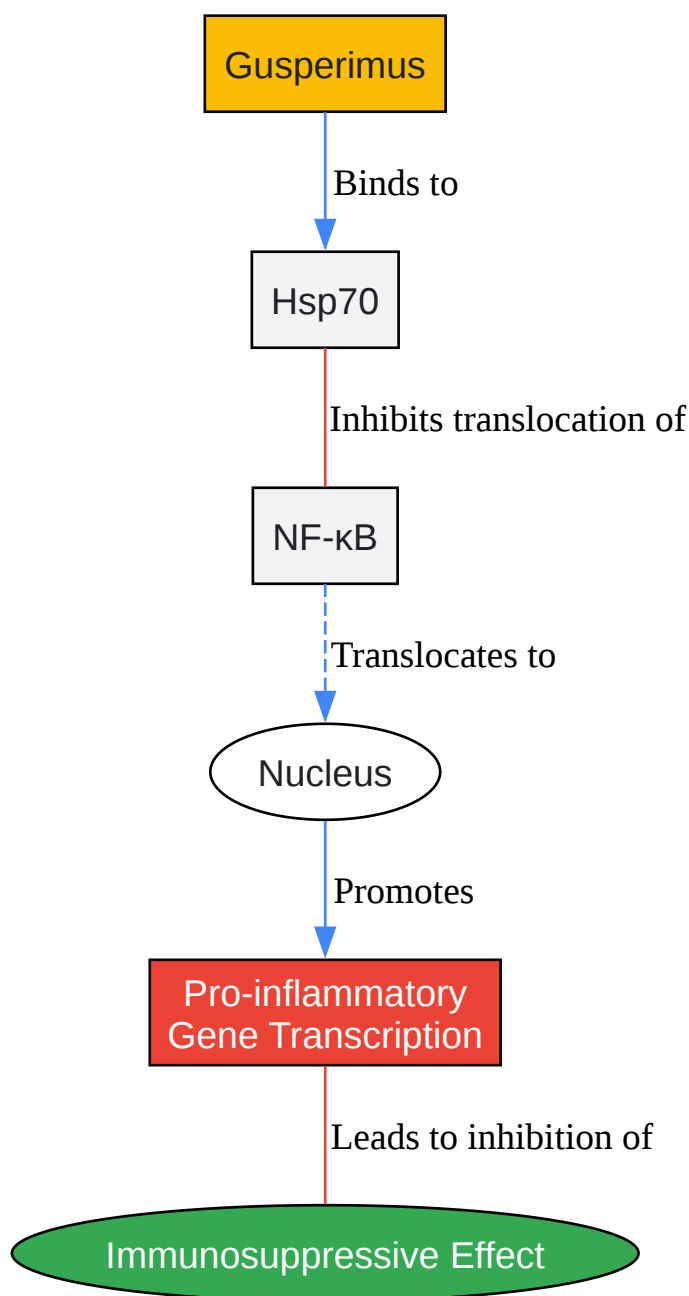 Gusperimus
Binds to
Hsp70
Inhibits translocation of
NF-κB
Translocates to
Nucleus
Promotes
Pro-inflammatory
Gene Transcription
Leads to inhibition of
Immunosuppressive Effect